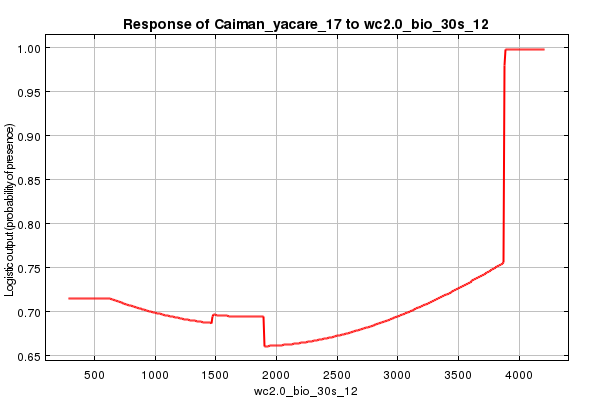 Response of Caiman_yacare_17 to wc2.0_bio_30s_12
Logistic output (probability of presence)
1.00
0.95
0.90
0.85
0.80
0.75
0.70
0.65
500 1000 1500 2000 2500 3000 3500 4000
wc2.0_bio_30s_12